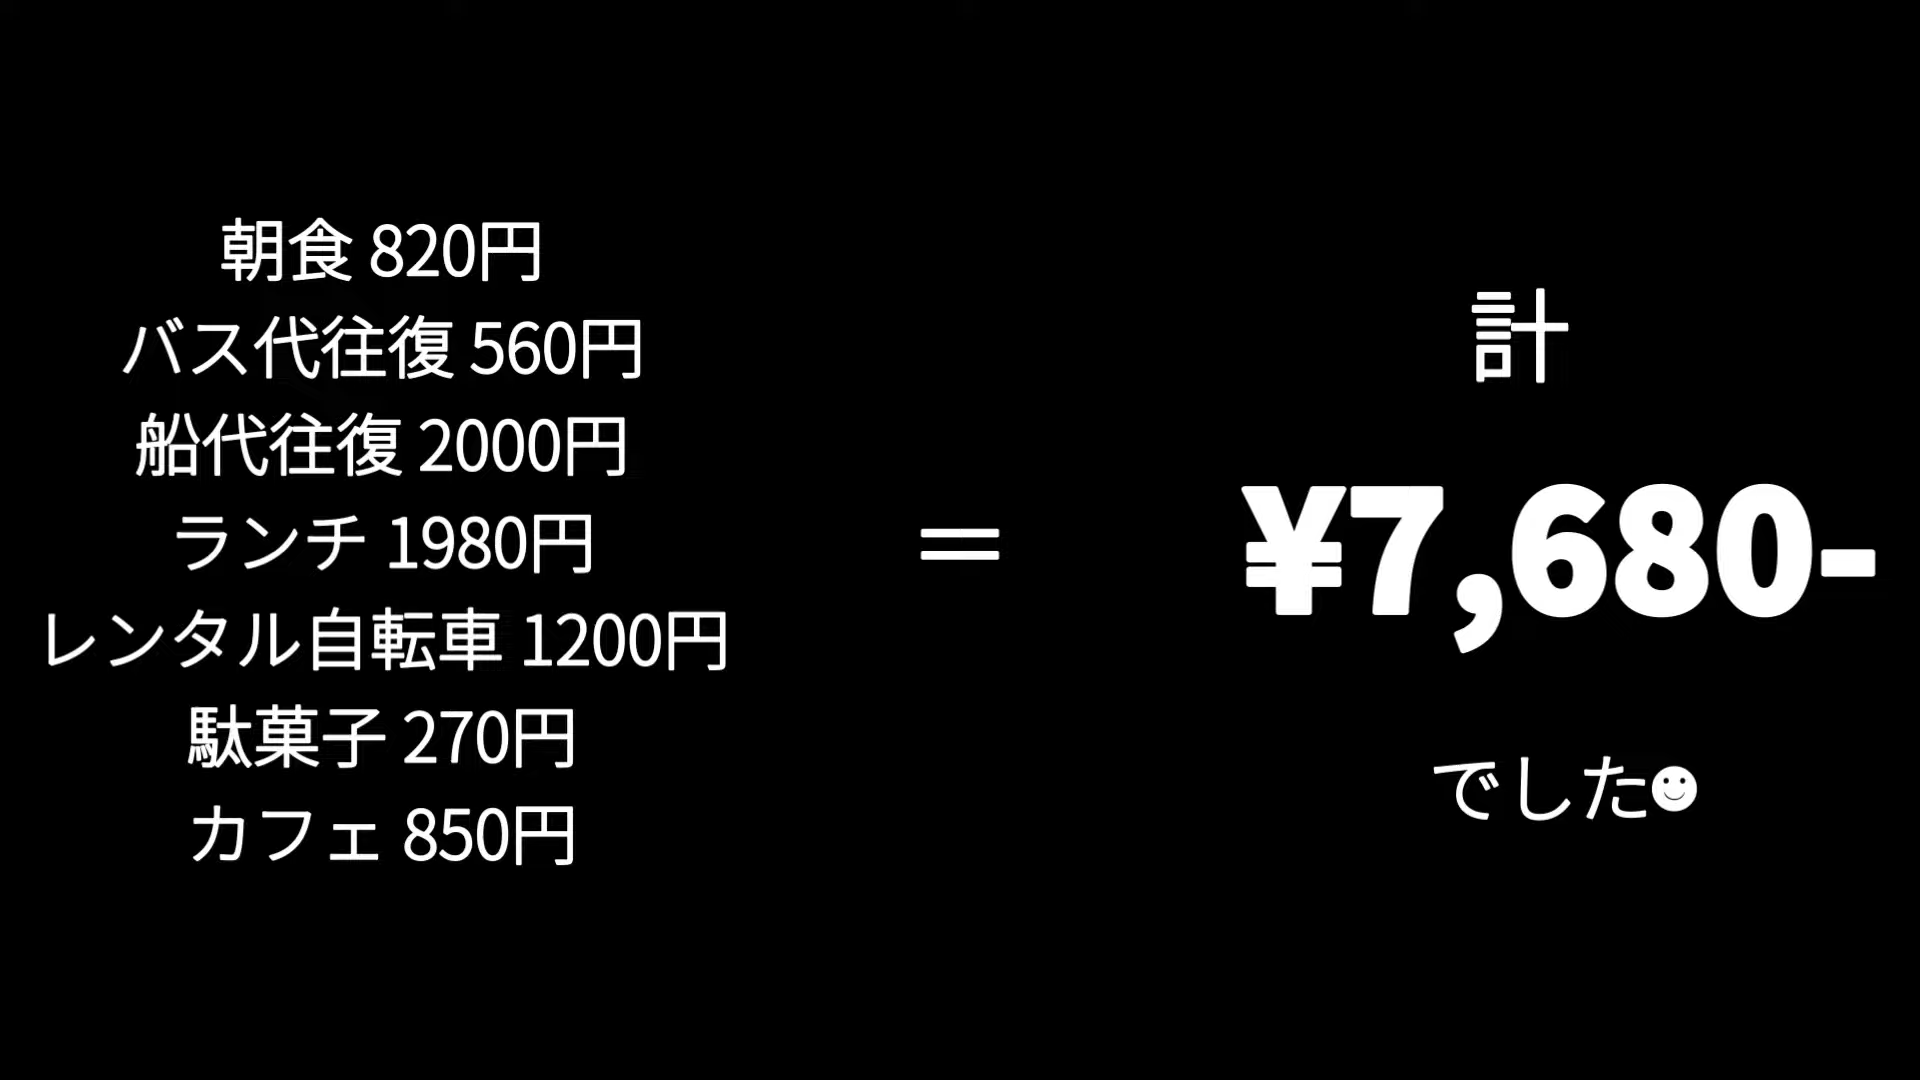 朝食 820円
バス代往復 560円
船代往復 2000円
ランチ 1980円
レンタル自転車 1200円
駄菓子 270円
カフェ 850円
＝
計
¥7,680-
でした☻